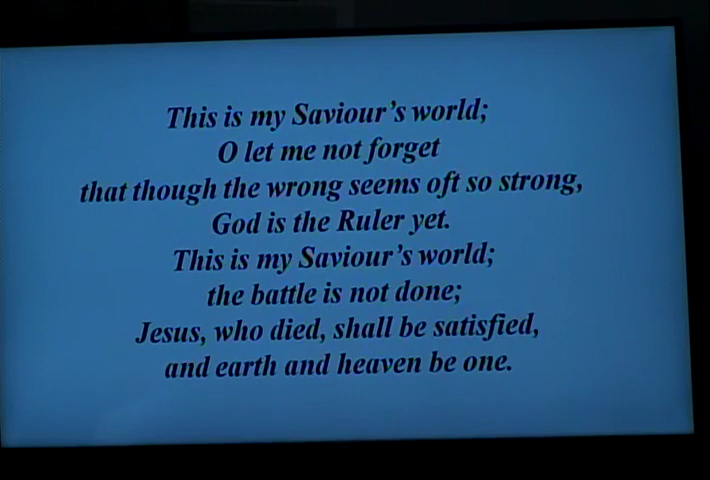 This is my Saviour's world;
O let me not forget
that though the wrong seems oft so strong,
God is the Ruler yet.
This is my Saviour's world;
the battle is not done;
Jesus, who died, shall be satisfied,
and earth and heaven be one.